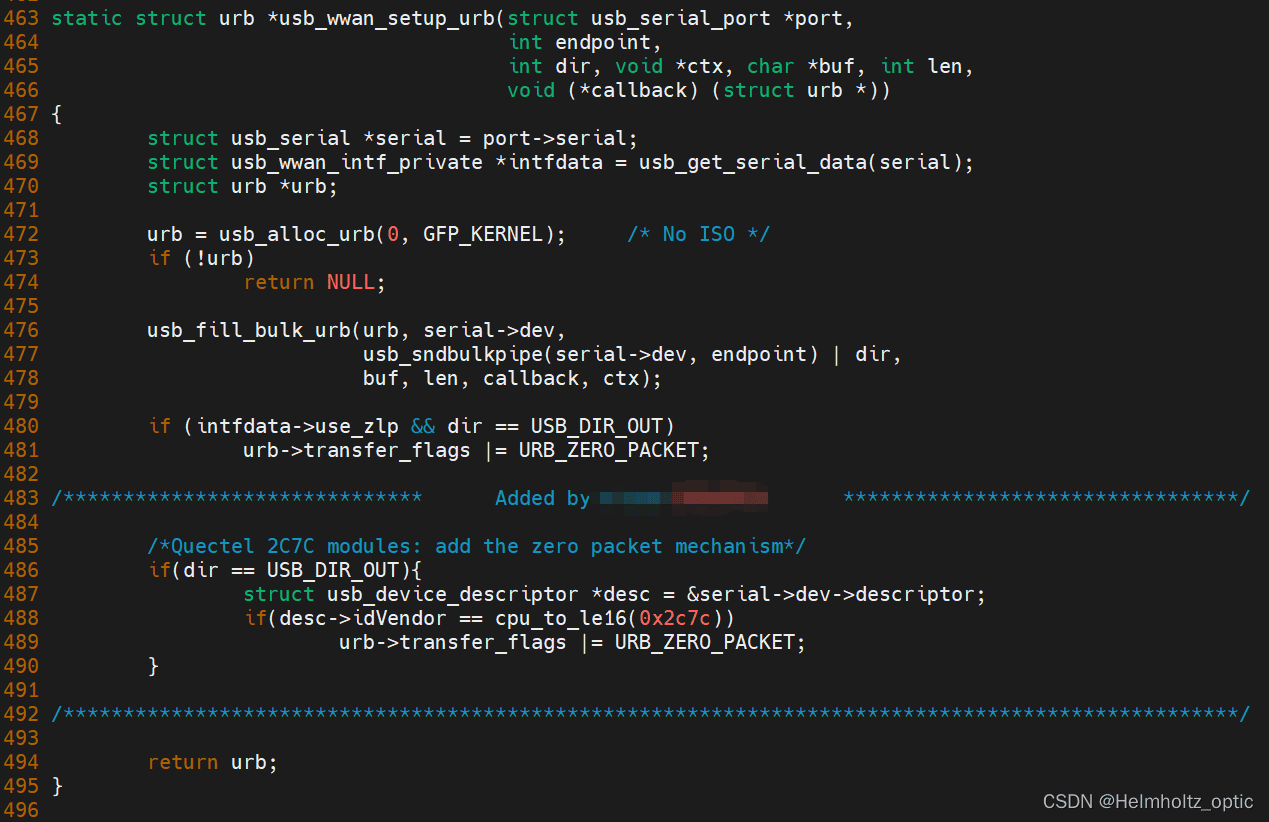 463 static struct urb *usb_wwan_setup_urb(struct usb_serial_port *port,
464                                       int endpoint,
465                                       int dir, void *ctx, char *buf, int len,
466                                       void (*callback) (struct urb *))
467 {
468         struct usb_serial *serial = port->serial;
469         struct usb_wwan_intf_private *intfdata = usb_get_serial_data(serial);
470         struct urb *urb;
471
472         urb = usb_alloc_urb(0, GFP_KERNEL);     /* No ISO */
473         if (!urb)
474                 return NULL;
475
476         usb_fill_bulk_urb(urb, serial->dev,
477                           usb_sndbulkpipe(serial->dev, endpoint) | dir,
478                           buf, len, callback, ctx);
479
480         if (intfdata->use_zlp && dir == USB_DIR_OUT)
481                 urb->transfer_flags |= URB_ZERO_PACKET;
482
483 /******************************      Added by       *********************************/
484
485         /*Quectel 2C7C modules: add the zero packet mechanism*/
486         if(dir == USB_DIR_OUT){
487                 struct usb_device_descriptor *desc = &serial->dev->descriptor;
488                 if(desc->idVendor == cpu_to_le16(0x2c7c))
489                         urb->transfer_flags |= URB_ZERO_PACKET;
490         }
491
492 /**************************************************************************************************/
493
494         return urb;
495 }
496
CSDN @Helmholtz_optic